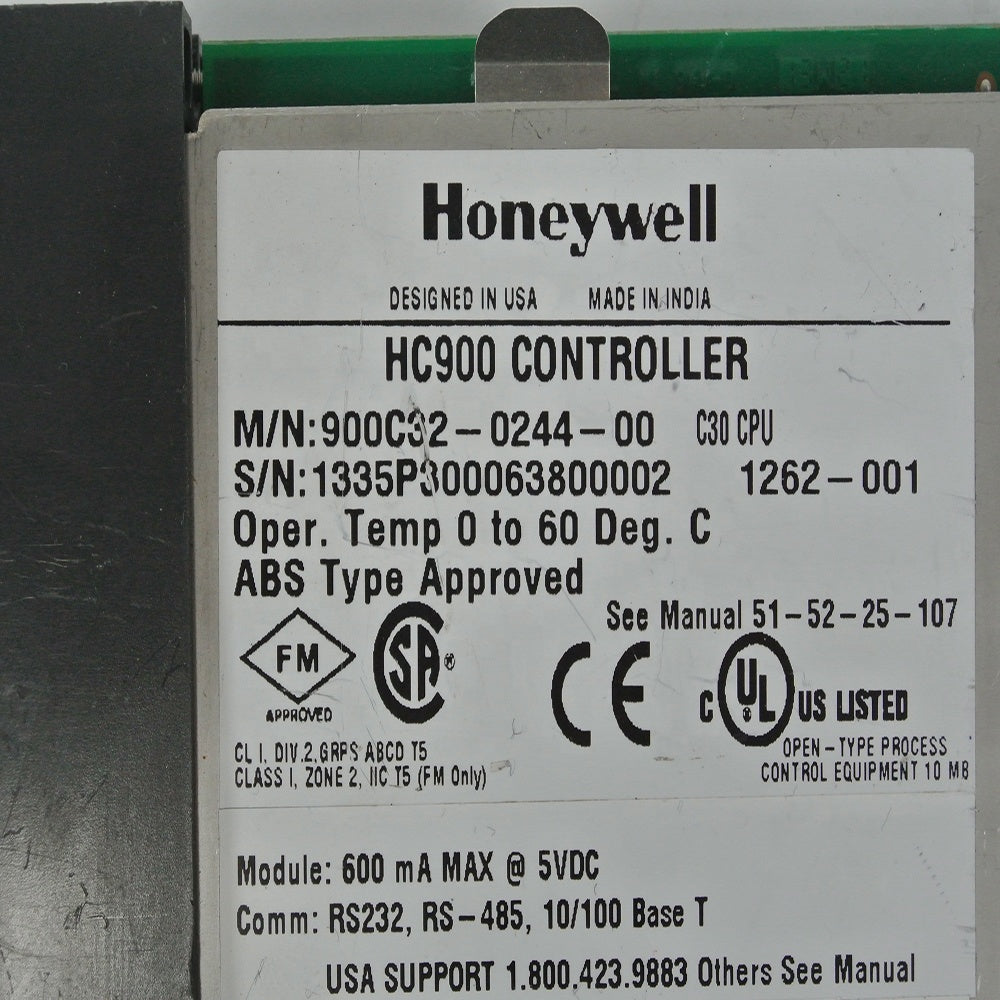 Honeywell
DESIGNED IN USA MADE IN INDIA
HC900 CONTROLLER
M/N:900C32-0244-00 C30 CPU
S/N:1335P300063800002 1262-001
Oper. Temp 0 to 60 Deg. C
ABS Type Approved
See Manual 51-52-25-107
FM
APPROVED
SA ®
CE
C UL ® US LISTED
CL I, DIV.2,GRPS ABCD T5
CLASS I, ZONE 2, IIC T5 (FM Only)
OPEN-TYPE PROCESS
CONTROL EQUIPMENT 10 M8
Module: 600 mA MAX @ 5VDC
Comm: RS232, RS-485, 10/100 Base T
USA SUPPORT 1.800.423.9883 Others See Manual